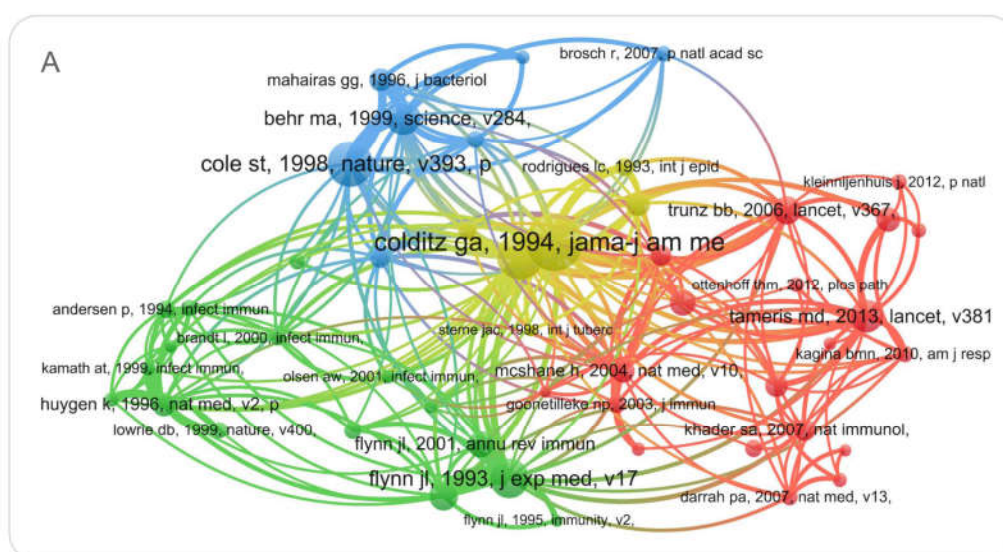 A
brosch r, 2007, p natl acad sc
mahairas gg, 1996, j bacteriol
behr ma, 1999, science, v284,
cole st, 1998, nature, v393, p
rodrigues lc, 1993, int j epid
kleinnijenhuis j, 2012, p natl
trunz bb, 2006, lancet, v367,
colditz ga, 1994, jama-j am me
ottenhoff thm, 2012, plos path
andersen p, 1994, infect immun
tameris md, 2013, lancet, v381
sterne jac, 1998, int j tuberc
brandt l, 2000, infect immun,
kagina bmn, 2010, am j resp
kamath at, 1999, infect immun,
olsen aw, 2001, infect immun,
mcshane h, 2004, nat med, v10,
huygen k, 1996, nat med, v2, p
goonetilleke np, 2003, j immun
lowrie db, 1999, nature, v400,
khader sa, 2007, nat immunol,
flynn jl, 2001, annu rev immun
flynn jl, 1993, j exp med, v17
darrah pa, 2007, nat med, v13,
flynn jl, 1995, immunity, v2,